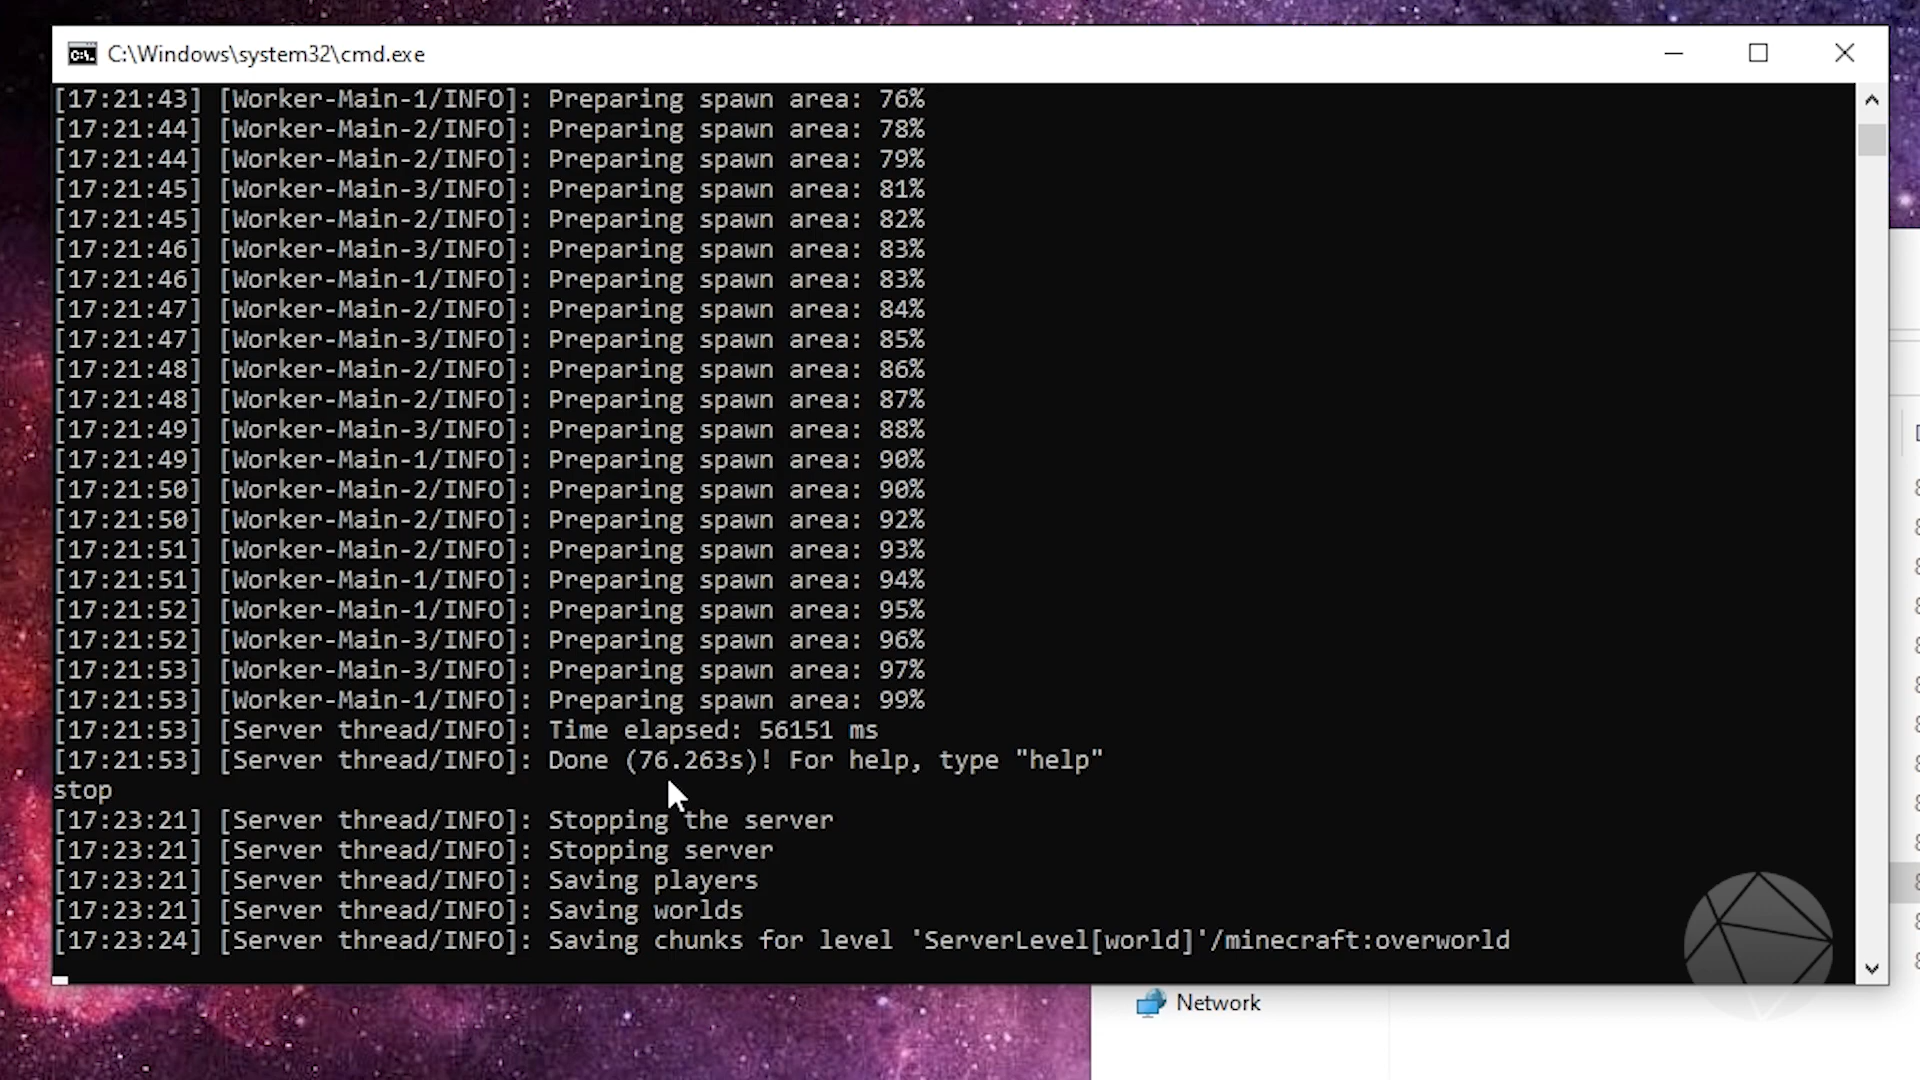 C:\Windows\system32\cmd.exe
[17:21:43] [Worker-Main-1/INFO]: Preparing spawn area: 76%
[17:21:44] [Worker-Main-2/INFO]: Preparing spawn area: 78%
[17:21:44] [Worker-Main-2/INFO]: Preparing spawn area: 79%
[17:21:45] [Worker-Main-3/INFO]: Preparing spawn area: 81%
[17:21:45] [Worker-Main-2/INFO]: Preparing spawn area: 82%
[17:21:46] [Worker-Main-3/INFO]: Preparing spawn area: 83%
[17:21:46] [Worker-Main-1/INFO]: Preparing spawn area: 83%
[17:21:47] [Worker-Main-2/INFO]: Preparing spawn area: 84%
[17:21:47] [Worker-Main-3/INFO]: Preparing spawn area: 85%
[17:21:48] [Worker-Main-2/INFO]: Preparing spawn area: 86%
[17:21:48] [Worker-Main-2/INFO]: Preparing spawn area: 87%
[17:21:49] [Worker-Main-3/INFO]: Preparing spawn area: 88%
[17:21:49] [Worker-Main-1/INFO]: Preparing spawn area: 90%
[17:21:50] [Worker-Main-2/INFO]: Preparing spawn area: 90%
[17:21:50] [Worker-Main-2/INFO]: Preparing spawn area: 92%
[17:21:51] [Worker-Main-2/INFO]: Preparing spawn area: 93%
[17:21:51] [Worker-Main-1/INFO]: Preparing spawn area: 94%
[17:21:52] [Worker-Main-1/INFO]: Preparing spawn area: 95%
[17:21:52] [Worker-Main-3/INFO]: Preparing spawn area: 96%
[17:21:53] [Worker-Main-3/INFO]: Preparing spawn area: 97%
[17:21:53] [Worker-Main-1/INFO]: Preparing spawn area: 99%
[17:21:53] [Server thread/INFO]: Time elapsed: 56151 ms
[17:21:53] [Server thread/INFO]: Done (76.263s)! For help, type "help"
stop
[17:23:21] [Server thread/INFO]: Stopping the server
[17:23:21] [Server thread/INFO]: Stopping server
[17:23:21] [Server thread/INFO]: Saving players
[17:23:21] [Server thread/INFO]: Saving worlds
[17:23:24] [Server thread/INFO]: Saving chunks for level 'ServerLevel[world]'/minecraft:overworld
Network